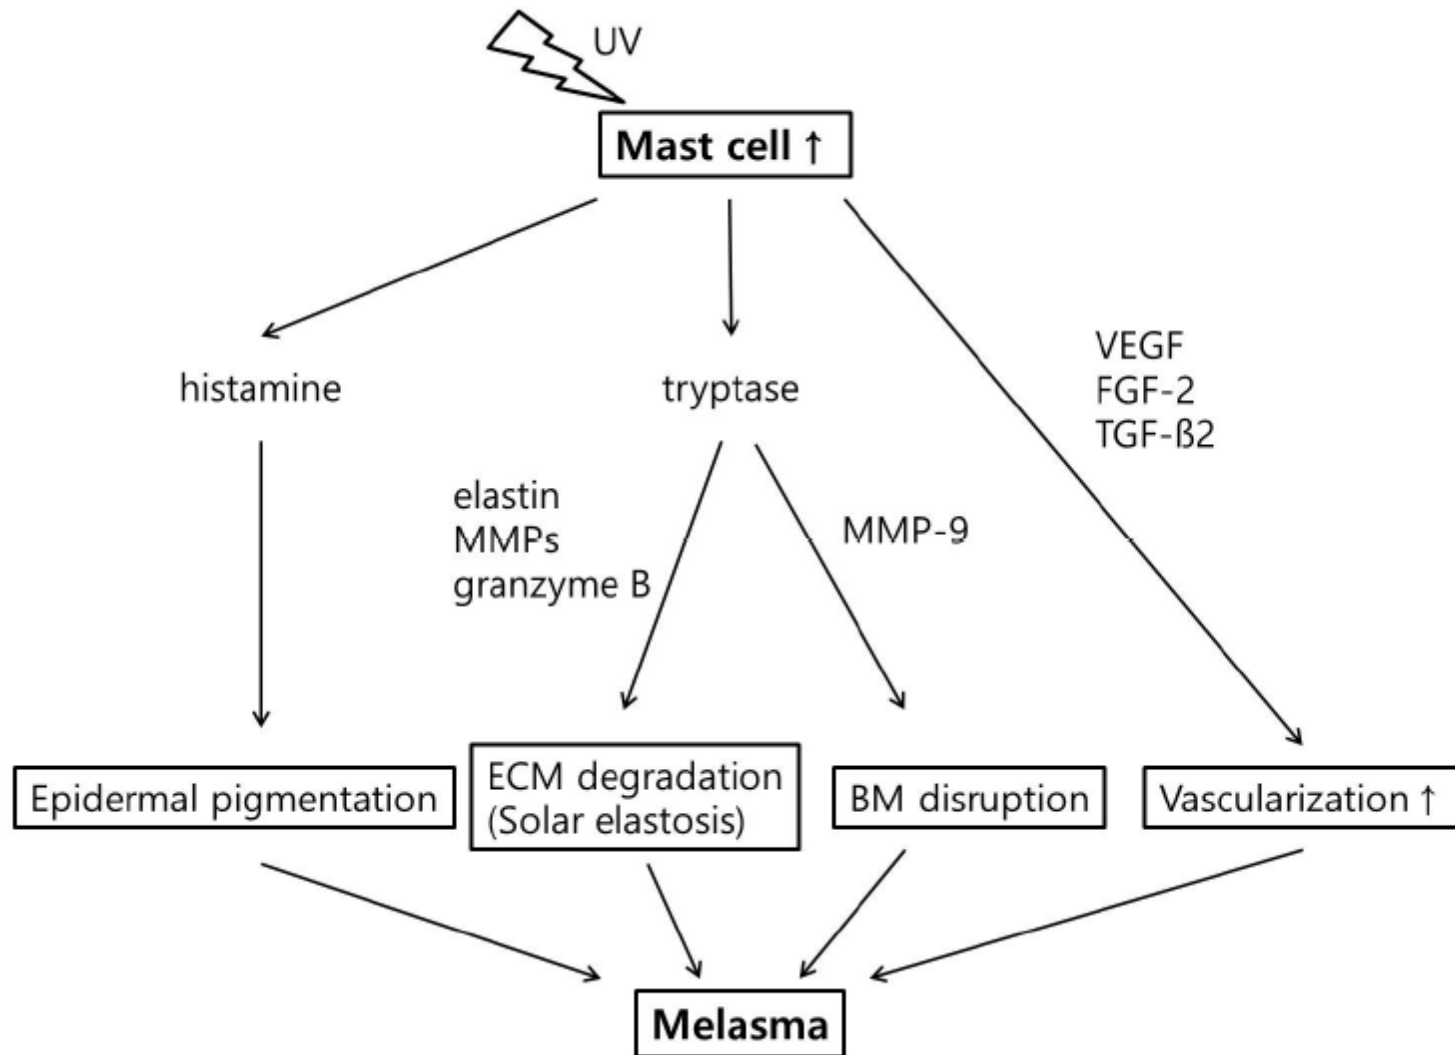 UV
Mast cell ↑
histamine
tryptase
VEGF
FGF-2
TGF-ß2
elastin
MMPs
granzyme B
MMP-9
Epidermal pigmentation
ECM degradation
(Solar elastosis)
BM disruption
Vascularization ↑
Melasma